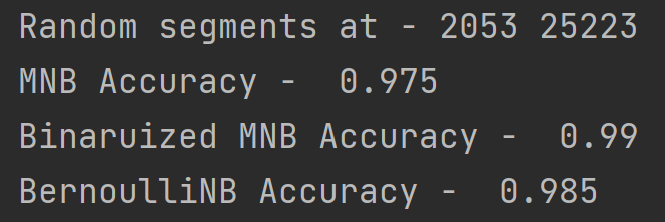 Random segments at - 2053 25223
MNB Accuracy -  0.975
Binaruized MNB Accuracy -  0.99
BernoulliNB Accuracy -  0.985